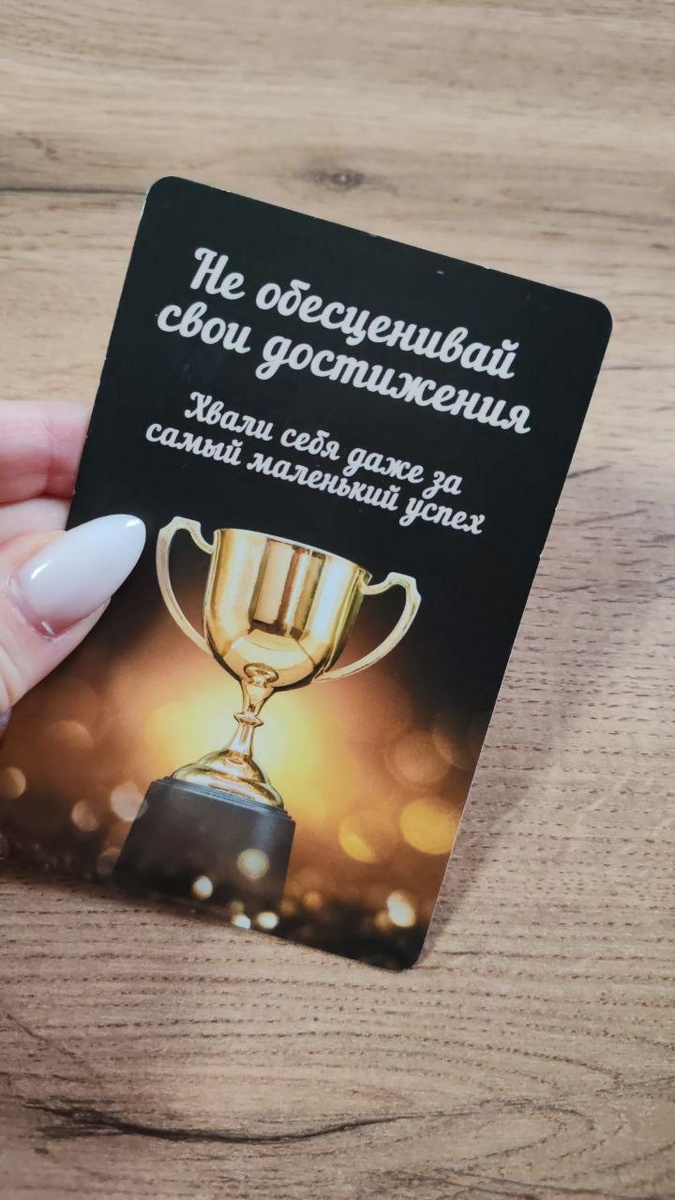 Не обесценивай
свои достижения
Хвали себя даже за
самый маленький успех